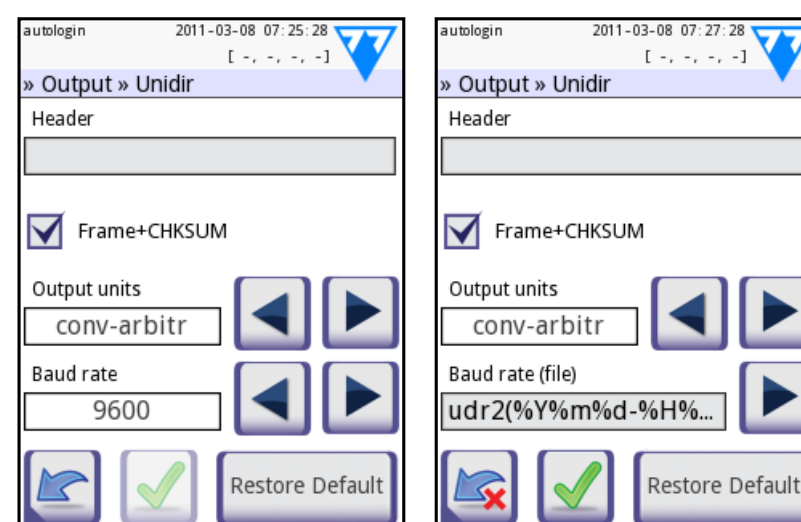 autologin 2011-03-08 07:25:28
[ -, -, -, -]
» Output » Unidir
Header
Frame+CHKSUM
Output units
conv-arbitr
Baud rate
9600
Restore Default
autologin 2011-03-08 07:27:28
[ -, -, -, -]
» Output » Unidir
Header
Frame+CHKSUM
Output units
conv-arbitr
Baud rate (file)
udr2(%Y%m%d-%H%...
Restore Default